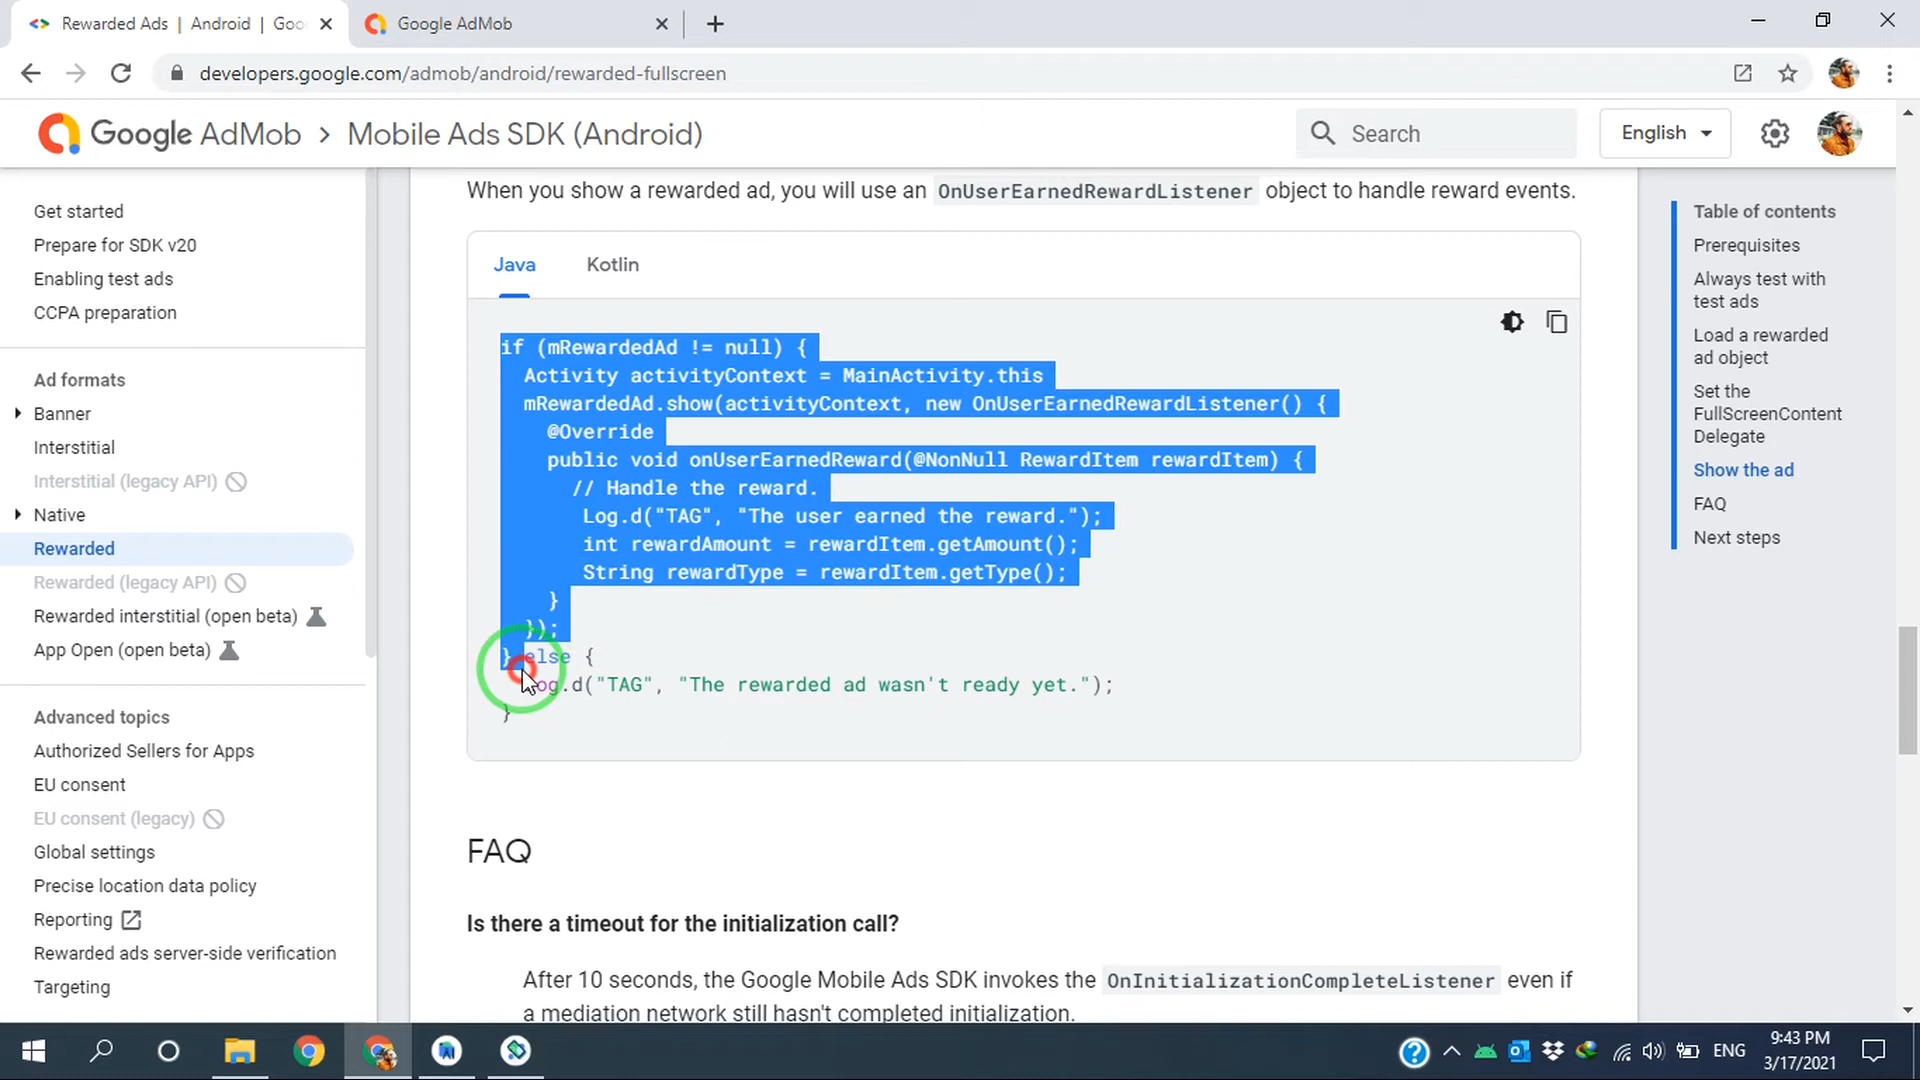 Rewarded Ads | Android | Goo
Google AdMob
developers.google.com/admob/android/rewarded-fullscreen
Google AdMob > Mobile Ads SDK (Android)
Search
English
Get started
Prepare for SDK v20
Enabling test ads
CCPA preparation
Ad formats
Banner
Interstitial
Interstitial (legacy API)
Native
Rewarded
Rewarded (legacy API)
Rewarded interstitial (open beta)
App Open (open beta)
Advanced topics
Authorized Sellers for Apps
EU consent
EU consent (legacy)
Global settings
Precise location data policy
Reporting
Rewarded ads server-side verification
Targeting
When you show a rewarded ad, you will use an OnUserEarnedRewardListener object to handle reward events.
Java Kotlin
if (mRewardedAd != null) {
Activity activityContext = MainActivity.this
mRewardedAd.show(activityContext, new OnUserEarnedRewardListener() {
@Override
public void onUserEarnedReward(@NonNull RewardItem rewardItem) {
// Handle the reward.
Log.d("TAG", "The user earned the reward.");
int rewardAmount = rewardItem.getAmount();
String rewardType = rewardItem.getType();
}
});
} else {
Log.d("TAG", "The rewarded ad wasn't ready yet.");
}
FAQ
Is there a timeout for the initialization call?
After 10 seconds, the Google Mobile Ads SDK invokes the OnInitializationCompleteListener even if
a mediation network still hasn't completed initialization.
Table of contents
Prerequisites
Always test with
test ads
Load a rewarded
ad object
Set the
FullScreenContent
Delegate
Show the ad
FAQ
Next steps
ENG
9:43 PM
3/17/2021